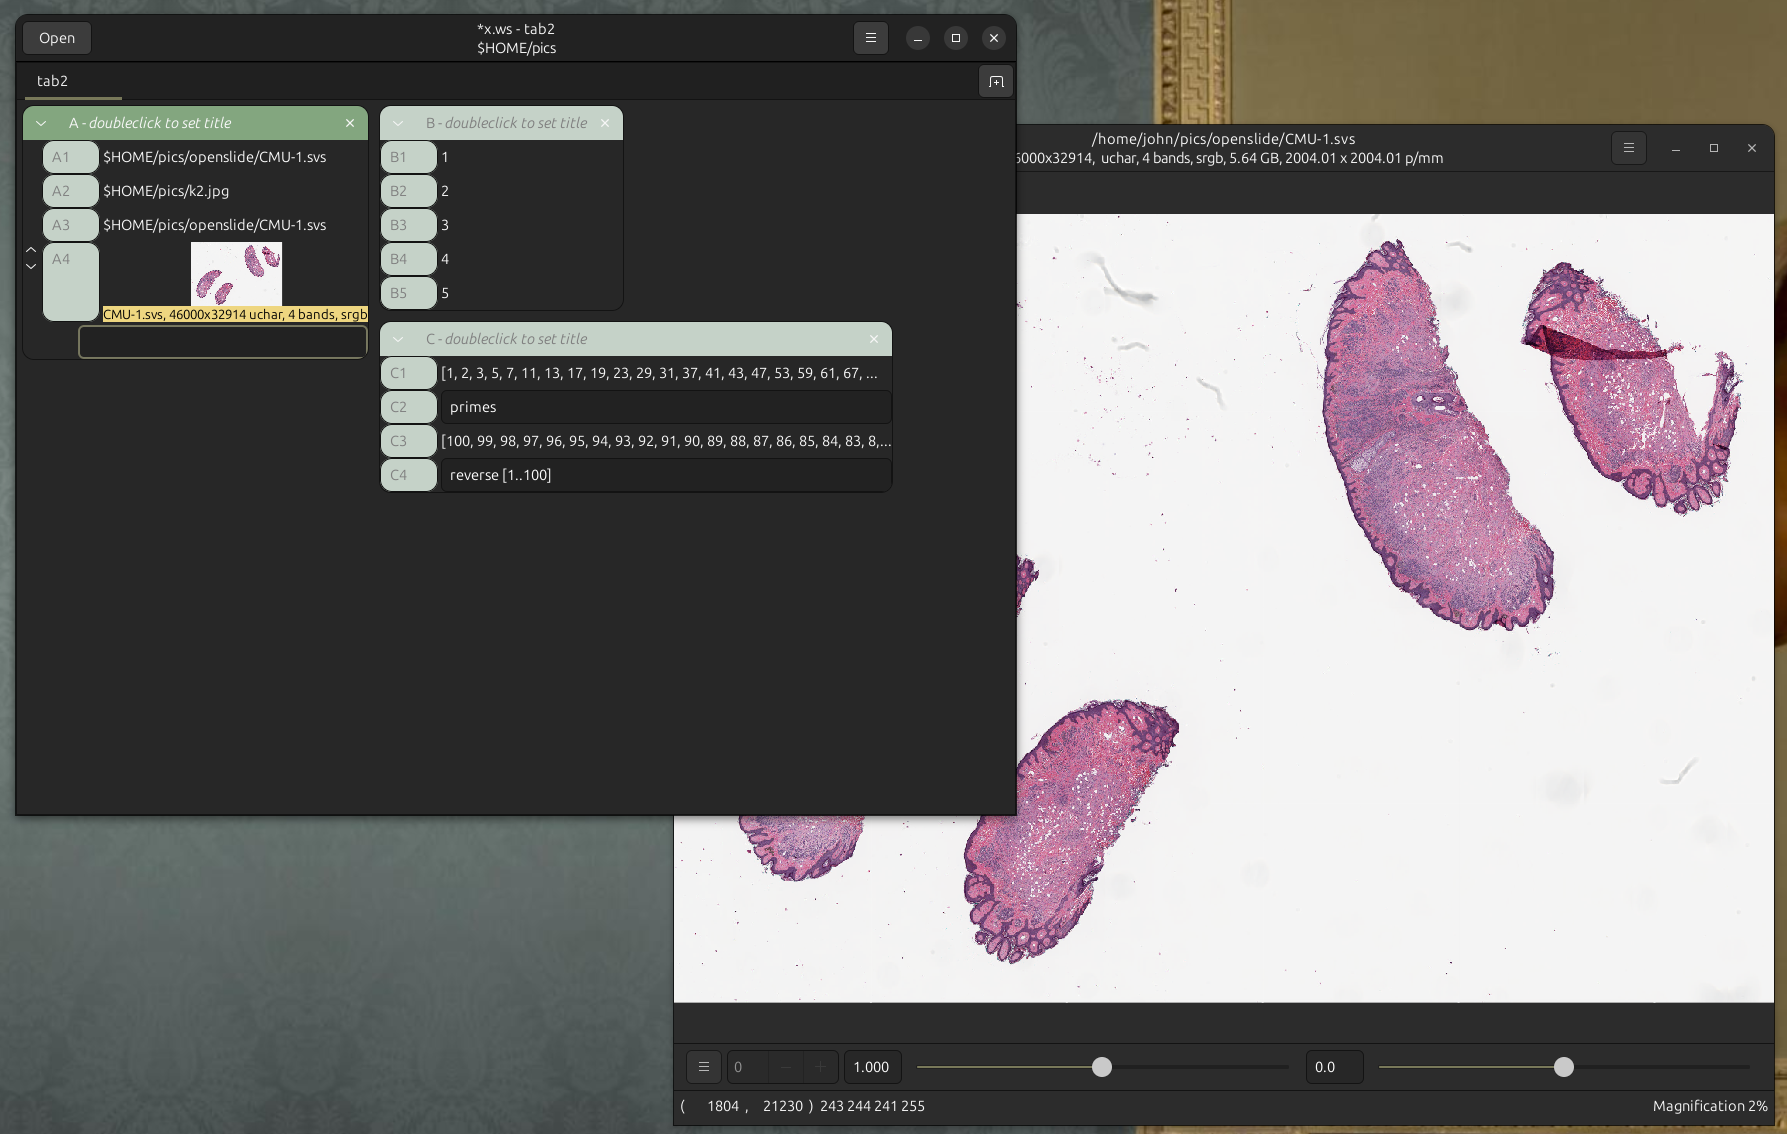 Open
*x.ws - tab2
$HOME/pics
tab2
A - doubleclick to set title
A1 $HOME/pics/openslide/CMU-1.svs
A2 $HOME/pics/k2.jpg
A3 $HOME/pics/openslide/CMU-1.svs
A4
CMU-1.svs, 46000x32914 uchar, 4 bands, srgb
B - doubleclick to set title
B1 1
B2 2
B3 3
B4 4
B5 5
C - doubleclick to set title
C1 [1, 2, 3, 5, 7, 11, 13, 17, 19, 23, 29, 31, 37, 41, 43, 47, 53, 59, 61, 67, ...
C2 primes
C3 [100, 99, 98, 97, 96, 95, 94, 93, 92, 91, 90, 89, 88, 87, 86, 85, 84, 83, 8,...
C4 reverse [1..100]
/home/john/pics/openslide/CMU-1.svs
6000x32914, uchar, 4 bands, srgb, 5.64 GB, 2004.01 x 2004.01 p/mm
0 1.000 0.0
( 1804 , 21230 ) 243 244 241 255
Magnification 2%